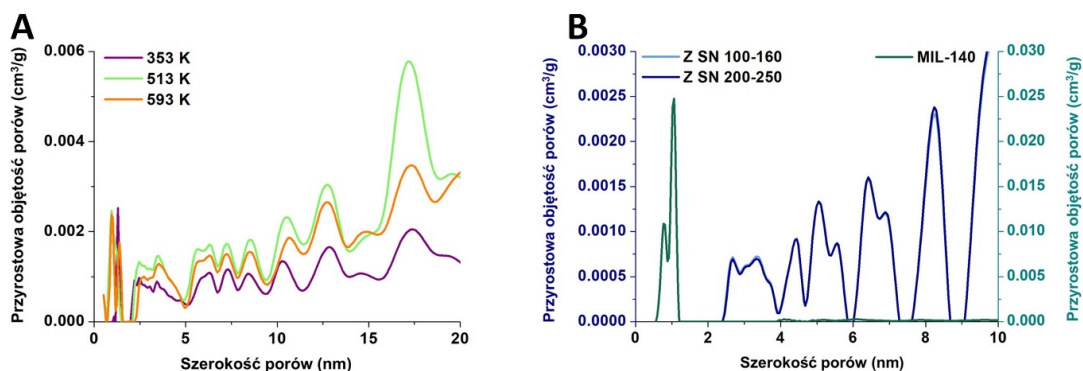 A
Przyrostowa objętość porów (cm³/g)
0.006
0.004
0.002
0.000
353 K
513 K
593 K
0
5
10
15
20
Szerokość porów (nm)
B
Przyrostowa objętość porów (cm³/g)
0.0030
0.0025
0.0020
0.0015
0.0010
0.0005
0.0000
Z SN 100-160
Z SN 200-250
MIL-140
0.030
0.025
0.020
0.015
0.010
0.005
0.000
Przyrostowa objętość porów (cm³/g)
0
2
4
6
8
10
Szerokość porów (nm)